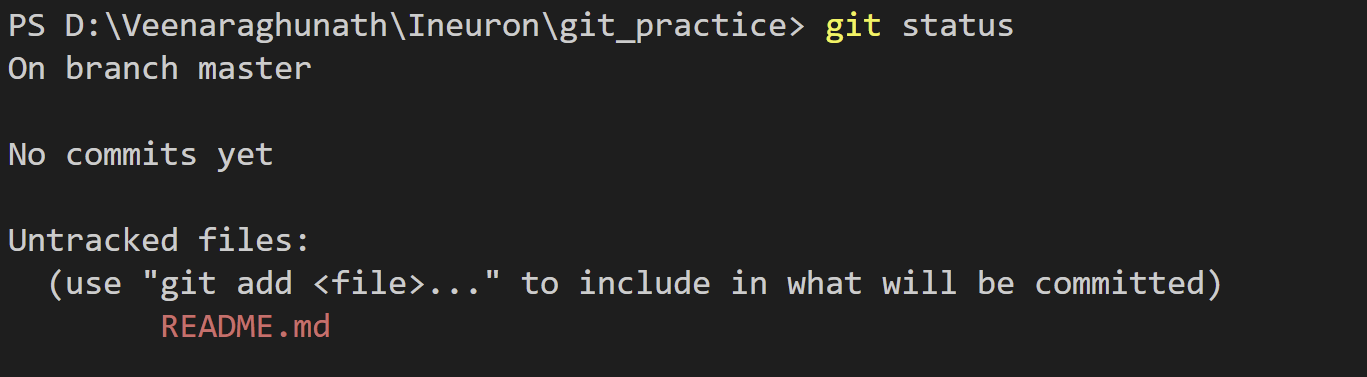 PS D:\Veenaraghunath\Ineuron\git_practice> git status
On branch master
No commits yet
Untracked files:
  (use "git add <file>..." to include in what will be committed)
        README.md